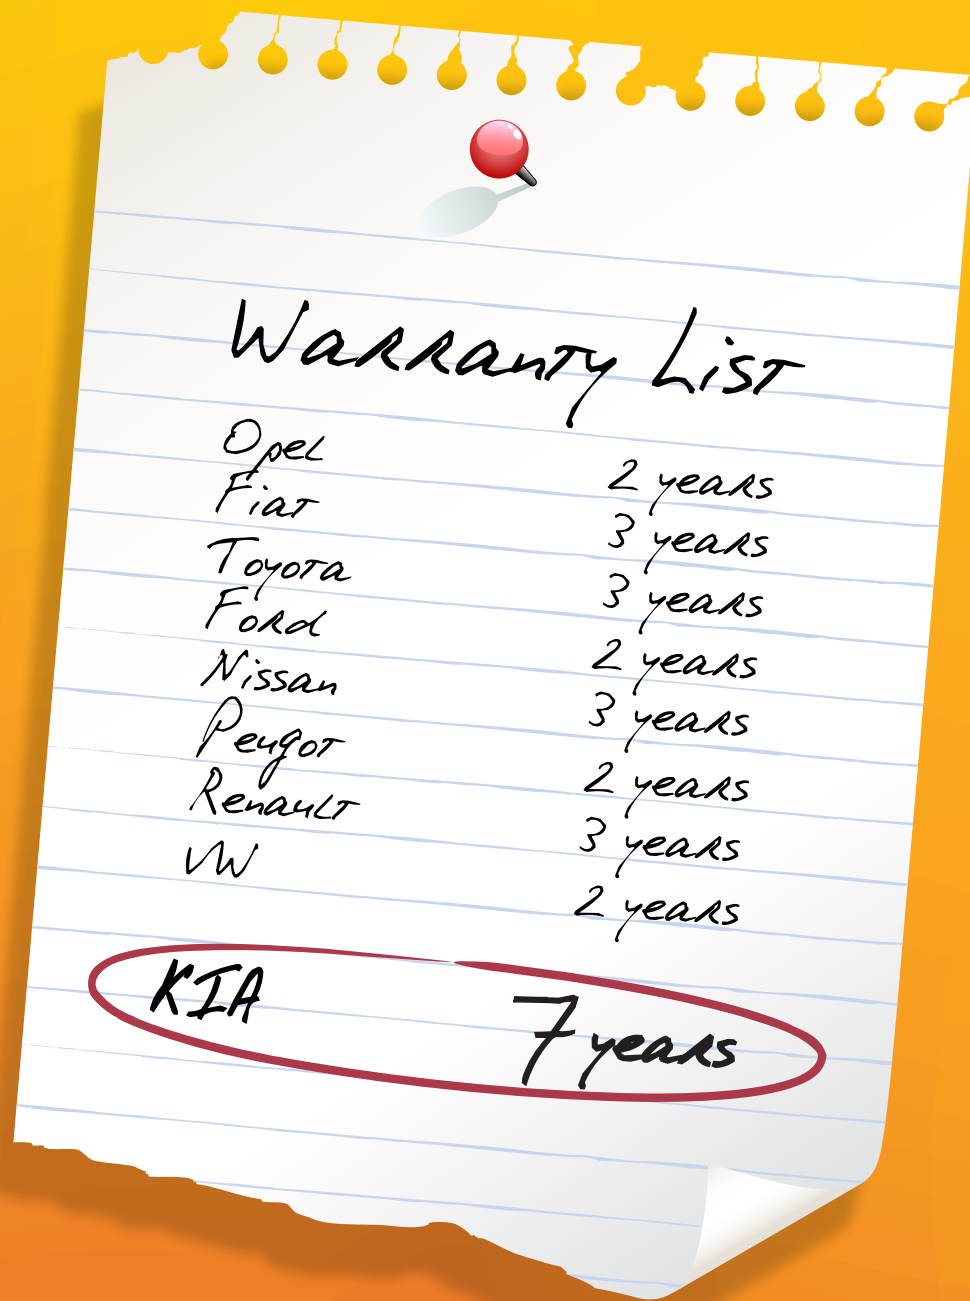 Warranty List
Opel 2 years
Fiat 3 years
Toyota 3 years
Ford 2 years
Nissan 3 years
Peugot 2 years
Renault 3 years
VW 2 years
KIA 7 years